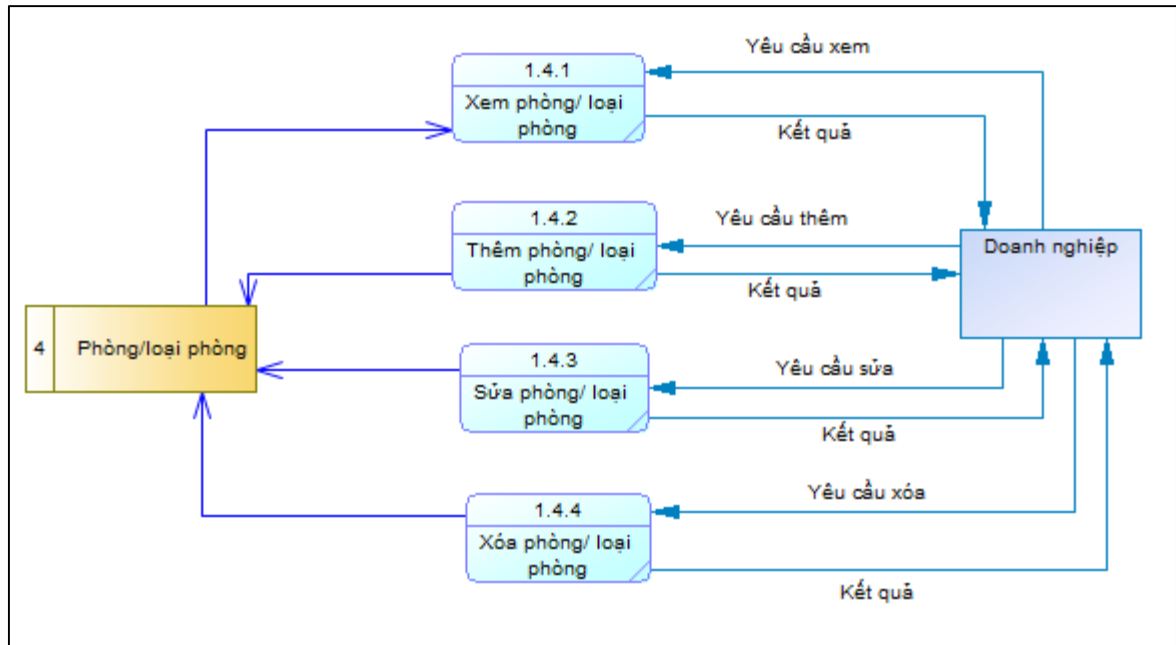 Yêu cầu xem
1.4.1
Xem phòng/ loại
phòng
Kết quả
1.4.2
Thêm phòng/ loại
phòng
Yêu cầu thêm
Kết quả
Doanh nghiệp
4
Phòng/loại phòng
1.4.3
Sửa phòng/ loại
phòng
Yêu cầu sửa
Kết quả
1.4.4
Xóa phòng/ loại
phòng
Yêu cầu xóa
Kết quả